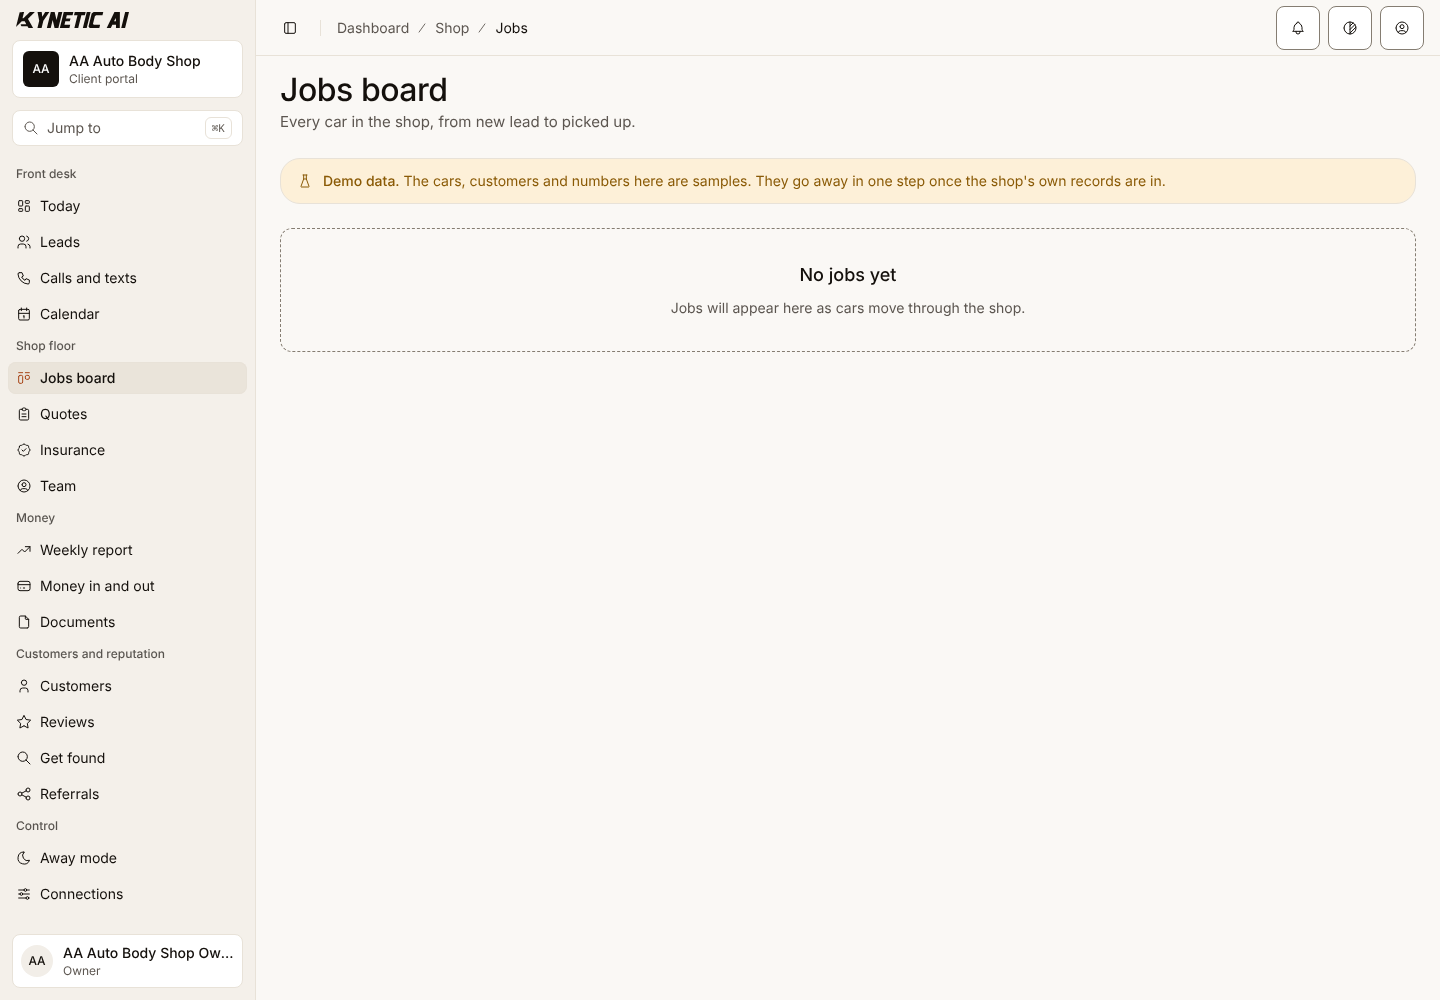 KYNETIC AI
AA
AA Auto Body Shop
Client portal
Jump to
⌘K
Front desk
Today
Leads
Calls and texts
Calendar
Shop floor
Jobs board
Quotes
Insurance
Team
Money
Weekly report
Money in and out
Documents
Customers and reputation
Customers
Reviews
Get found
Referrals
Control
Away mode
Connections
AA
AA Auto Body Shop Ow...
Owner
Dashboard / Shop / Jobs
Jobs board
Every car in the shop, from new lead to picked up.
Demo data. The cars, customers and numbers here are samples. They go away in one step once the shop's own records are in.
No jobs yet
Jobs will appear here as cars move through the shop.